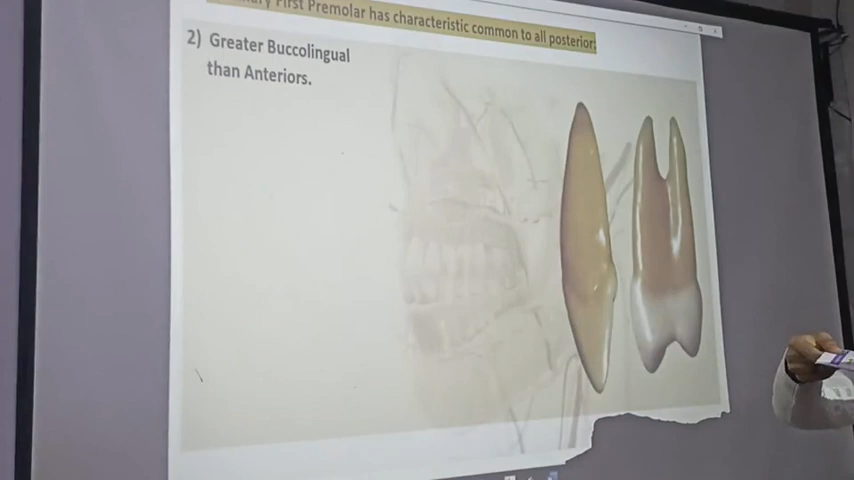 First Premolar has characteristic common to all posterior:
2) Greater Buccolingual
than Anteriors.